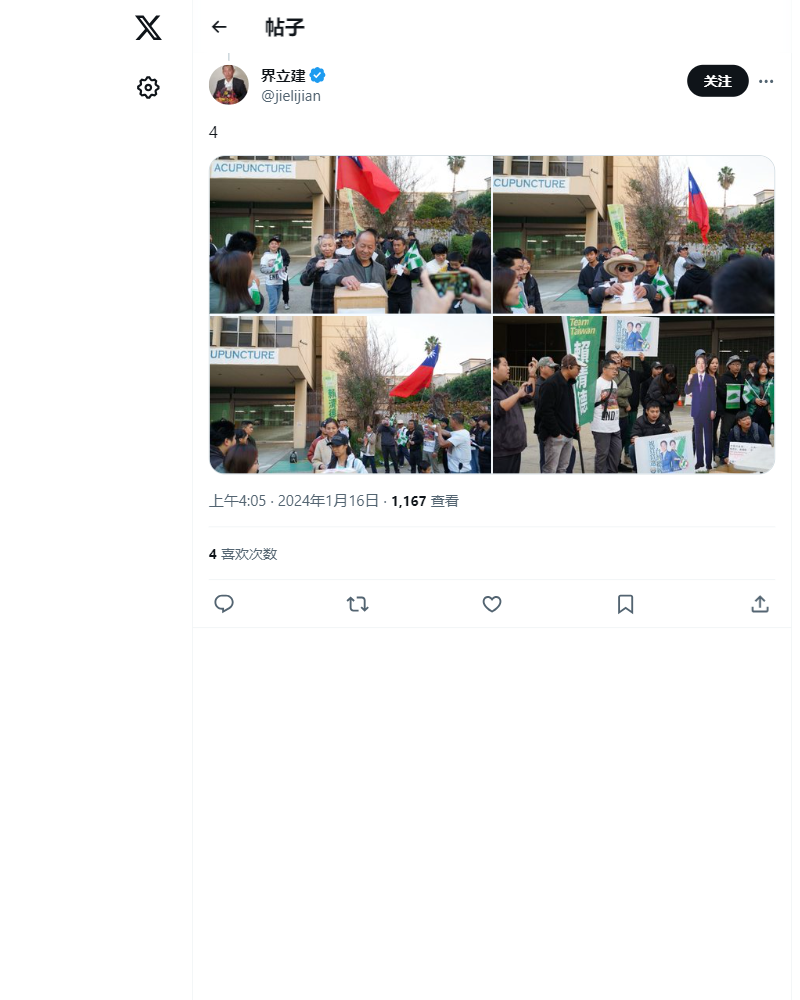 帖子
界立建
@jielijian
关注
4
ACUPUNCTURE
CUPUNCTURE
UPUNCTURE
Team
Taiwan
賴清德
上午4:05 · 2024年1月16日 · 1,167 查看
4 喜欢次数